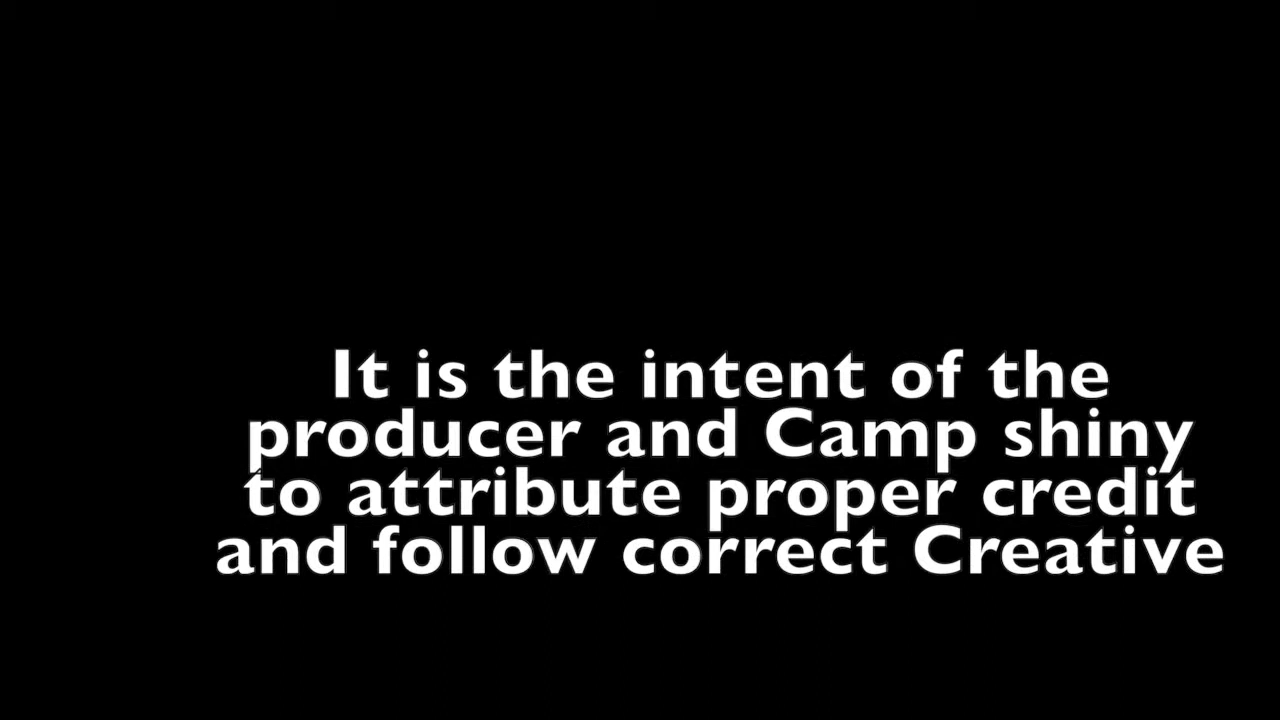 It is the intent of the
producer and Camp shiny
to attribute proper credit
and follow correct Creative